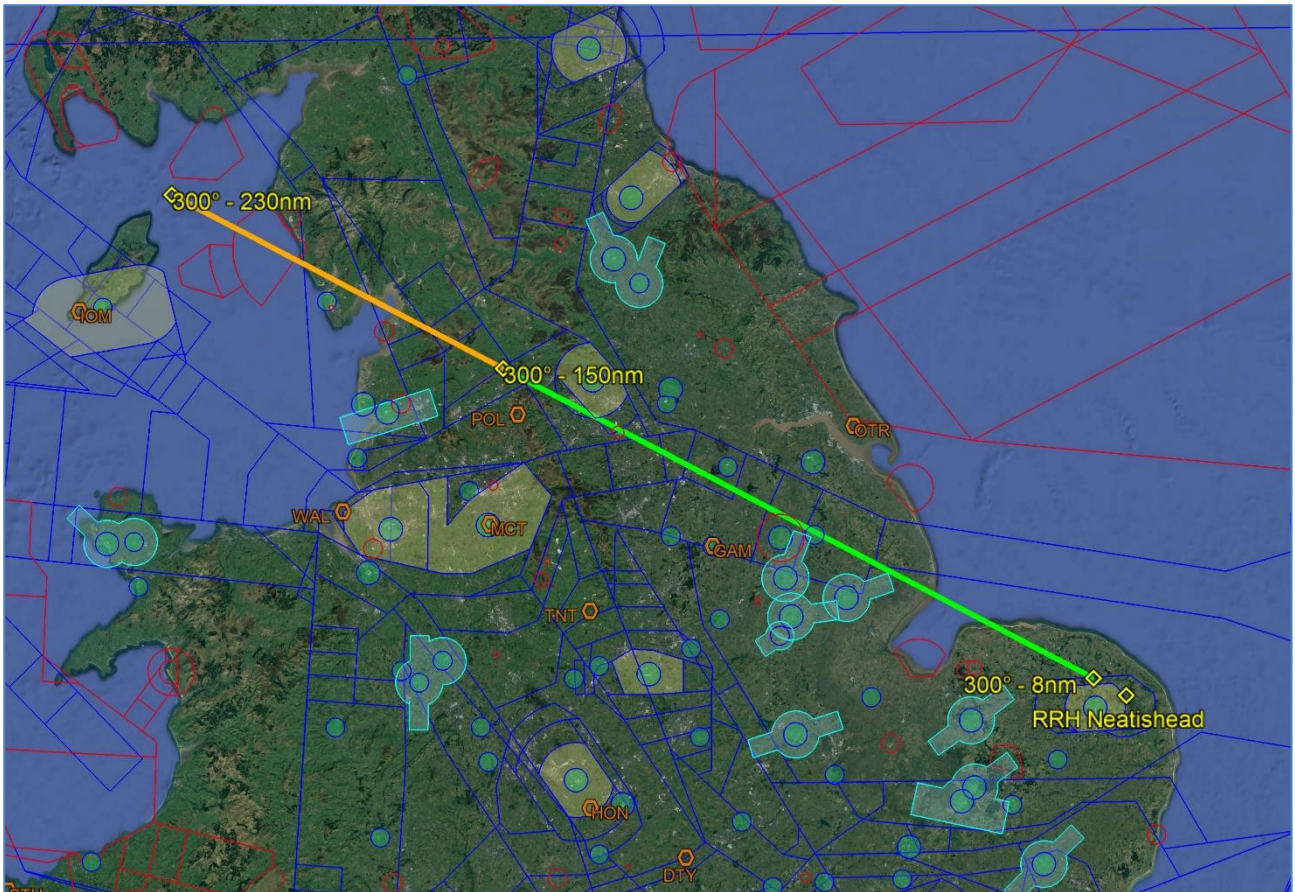 300° - 230nm
IOM
300° - 150nm
POL
OTR
WAL
MCT
GAM
TNT
300° - 8nm
RRH Neatishead
HON
DTY